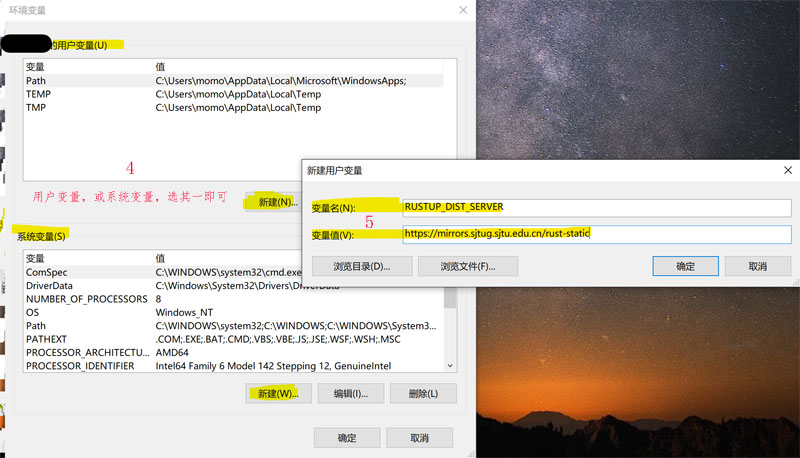 环境变量
的用户变量(U)
变量 值
Path C:\Users\momo\AppData\Local\Microsoft\WindowsApps;
TEMP C:\Users\momo\AppData\Local\Temp
TMP C:\Users\momo\AppData\Local\Temp
4
用户变量，或系统变量，选其一即可
新建(N)...
新建用户变量
变量名(N): RUSTUP_DIST_SERVER
5
变量值(V): https://mirrors.sjtug.sjtu.edu.cn/rust-static
浏览目录(D)... 浏览文件(F)... 确定 取消
系统变量(S)
变量 值
ComSpec C:\WINDOWS\system32\cmd.exe
DriverData C:\Windows\System32\Drivers\DriverData
NUMBER_OF_PROCESSORS 8
OS Windows_NT
Path C:\WINDOWS\system32;C:\WINDOWS;C:\WINDOWS\System3...
PATHEXT .COM;.EXE;.BAT;.CMD;.VBS;.VBE;.JS;.JSE;.WSF;.WSH;.MSC
PROCESSOR_ARCHITECTU... AMD64
PROCESSOR_IDENTIFIER Intel64 Family 6 Model 142 Stepping 12, GenuineIntel
新建(W)... 编辑(I)... 删除(L)
确定 取消